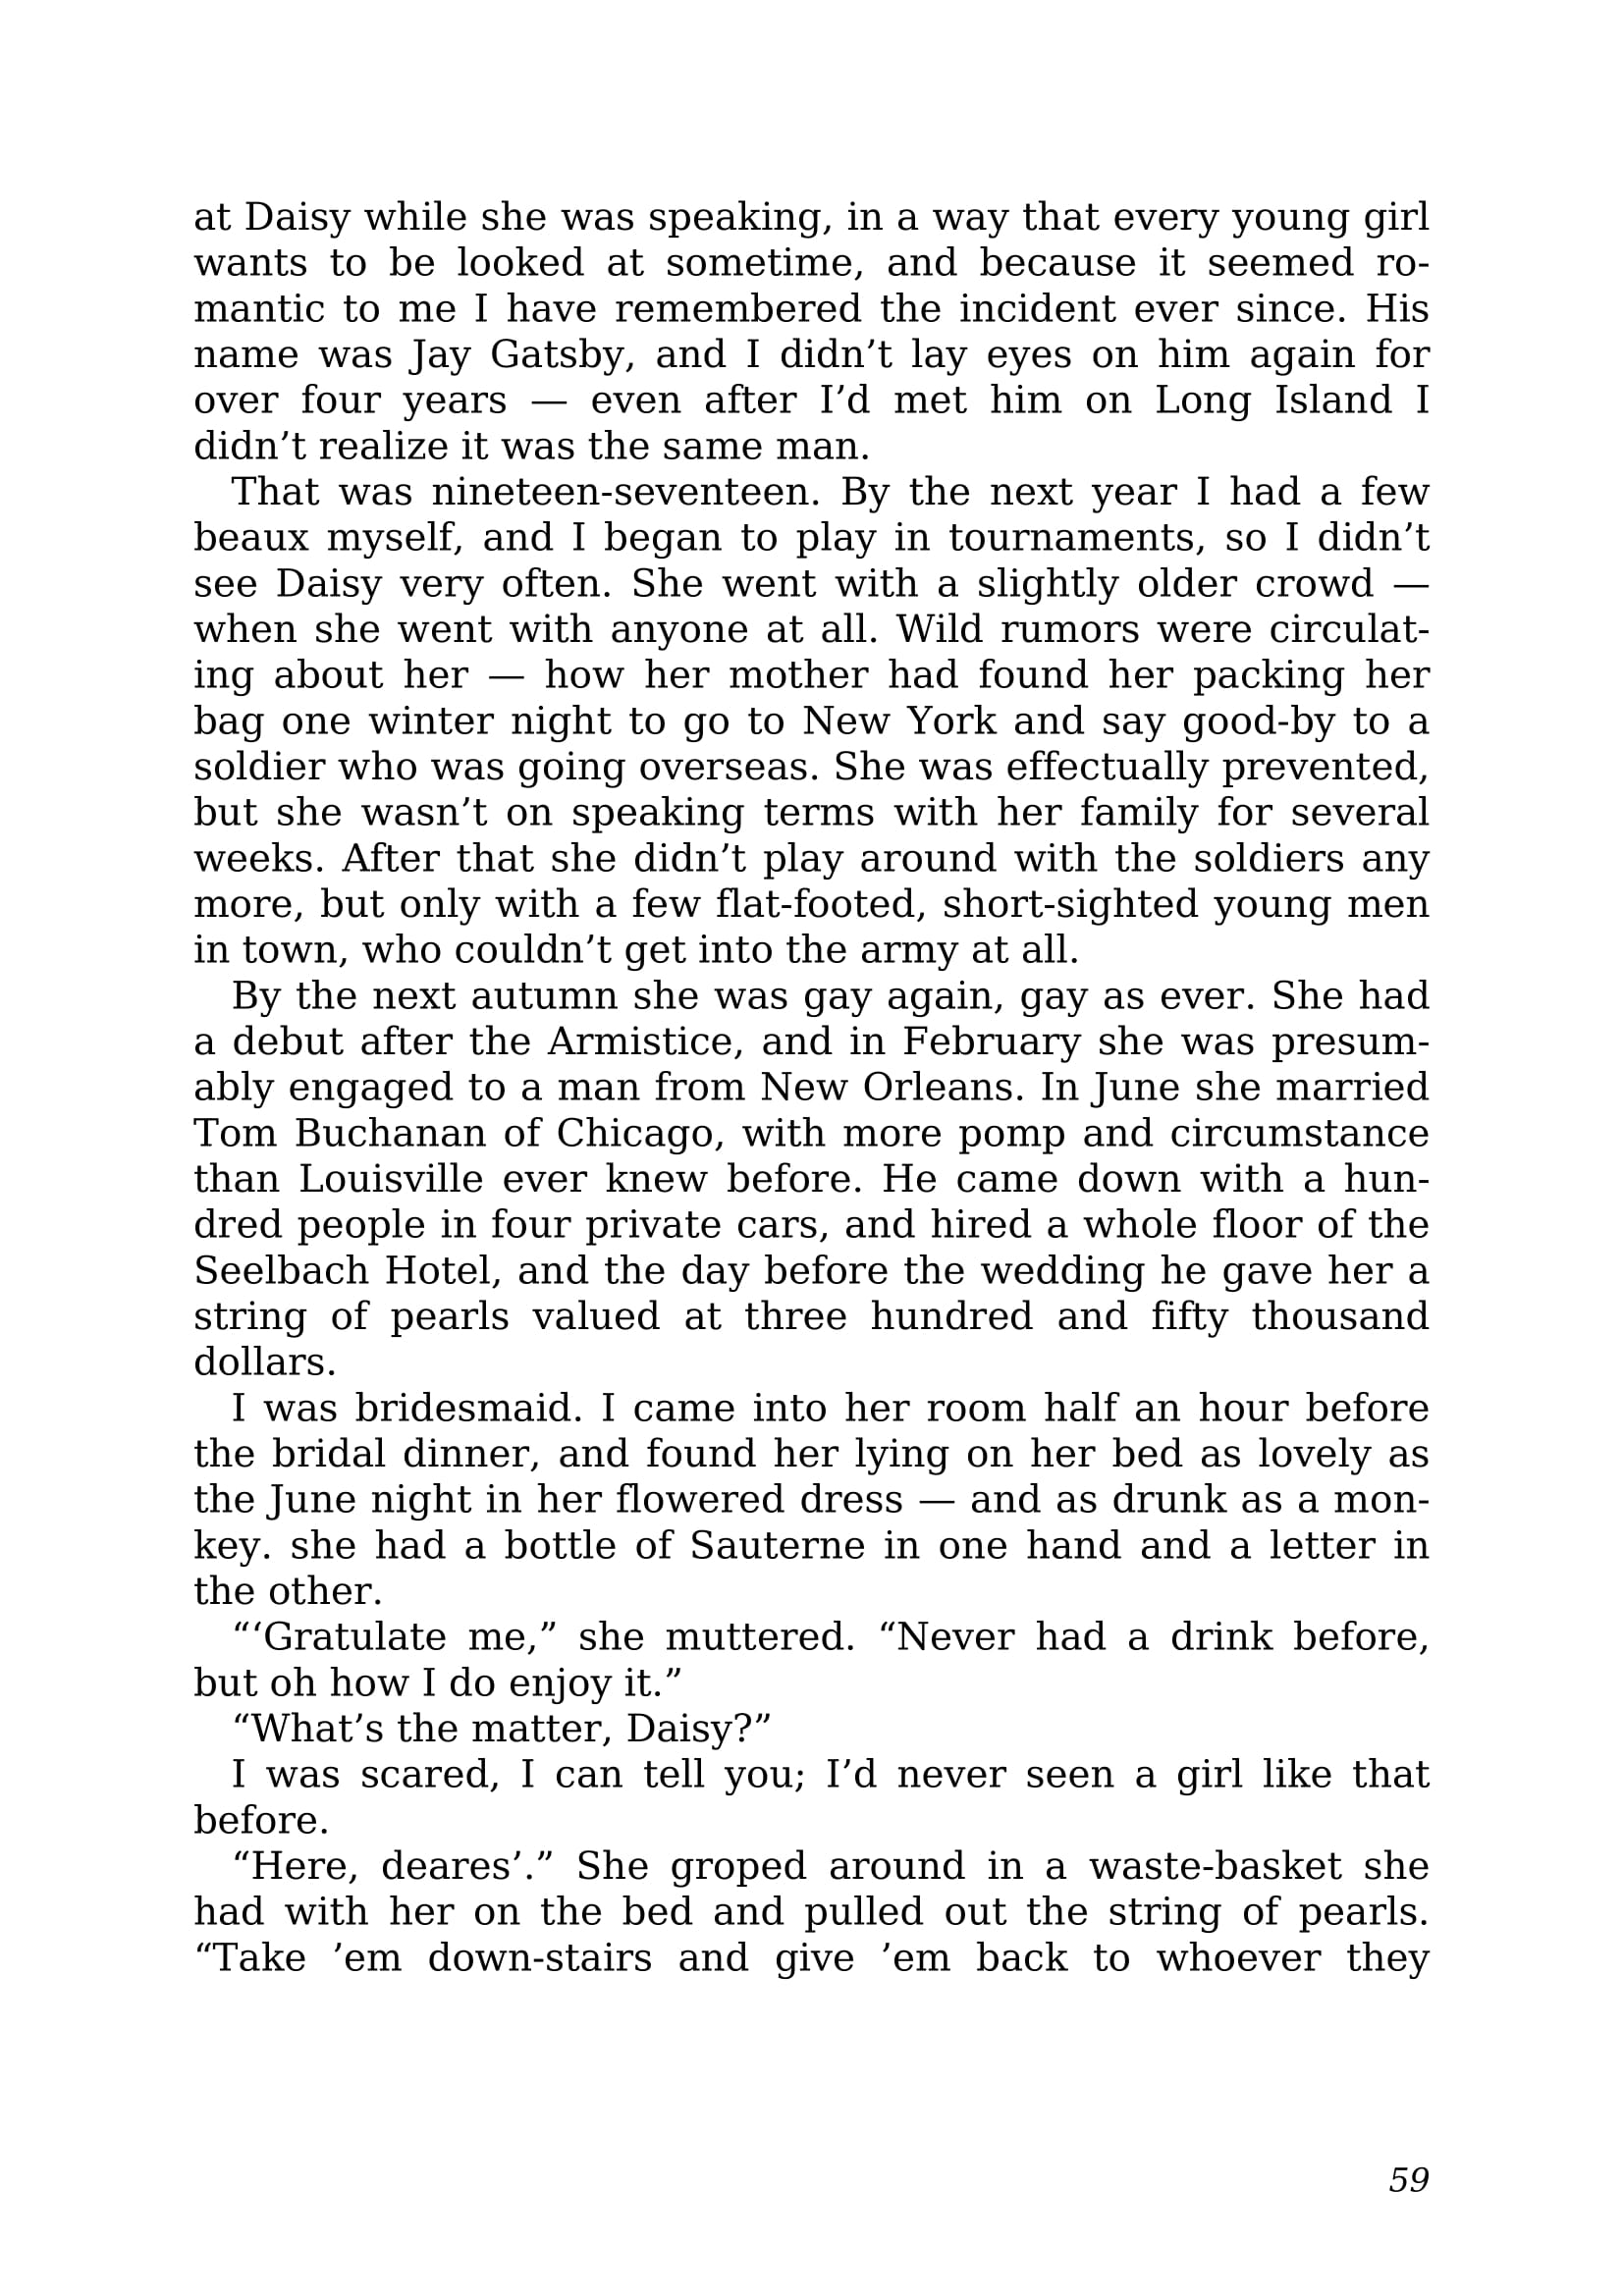 at Daisy while she was speaking, in a way that every young girl
wants to be looked at sometime, and because it seemed ro-
mantic to me I have remembered the incident ever since. His
name was Jay Gatsby, and I didn’t lay eyes on him again for
over four years — even after I’d met him on Long Island I
didn’t realize it was the same man.
That was nineteen-seventeen. By the next year I had a few
beaux myself, and I began to play in tournaments, so I didn’t
see Daisy very often. She went with a slightly older crowd —
when she went with anyone at all. Wild rumors were circulat-
ing about her — how her mother had found her packing her
bag one winter night to go to New York and say good-by to a
soldier who was going overseas. She was effectually prevented,
but she wasn’t on speaking terms with her family for several
weeks. After that she didn’t play around with the soldiers any
more, but only with a few flat-footed, short-sighted young men
in town, who couldn’t get into the army at all.
By the next autumn she was gay again, gay as ever. She had
a debut after the Armistice, and in February she was presum-
ably engaged to a man from New Orleans. In June she married
Tom Buchanan of Chicago, with more pomp and circumstance
than Louisville ever knew before. He came down with a hun-
dred people in four private cars, and hired a whole floor of the
Seelbach Hotel, and the day before the wedding he gave her a
string of pearls valued at three hundred and fifty thousand
dollars.
I was bridesmaid. I came into her room half an hour before
the bridal dinner, and found her lying on her bed as lovely as
the June night in her flowered dress — and as drunk as a mon-
key. she had a bottle of Sauterne in one hand and a letter in
the other.
“‘Gratulate me,” she muttered. “Never had a drink before,
but oh how I do enjoy it.”
“What’s the matter, Daisy?”
I was scared, I can tell you; I’d never seen a girl like that
before.
“Here, deares’.” She groped around in a waste-basket she
had with her on the bed and pulled out the string of pearls.
“Take ’em down-stairs and give ’em back to whoever they
59